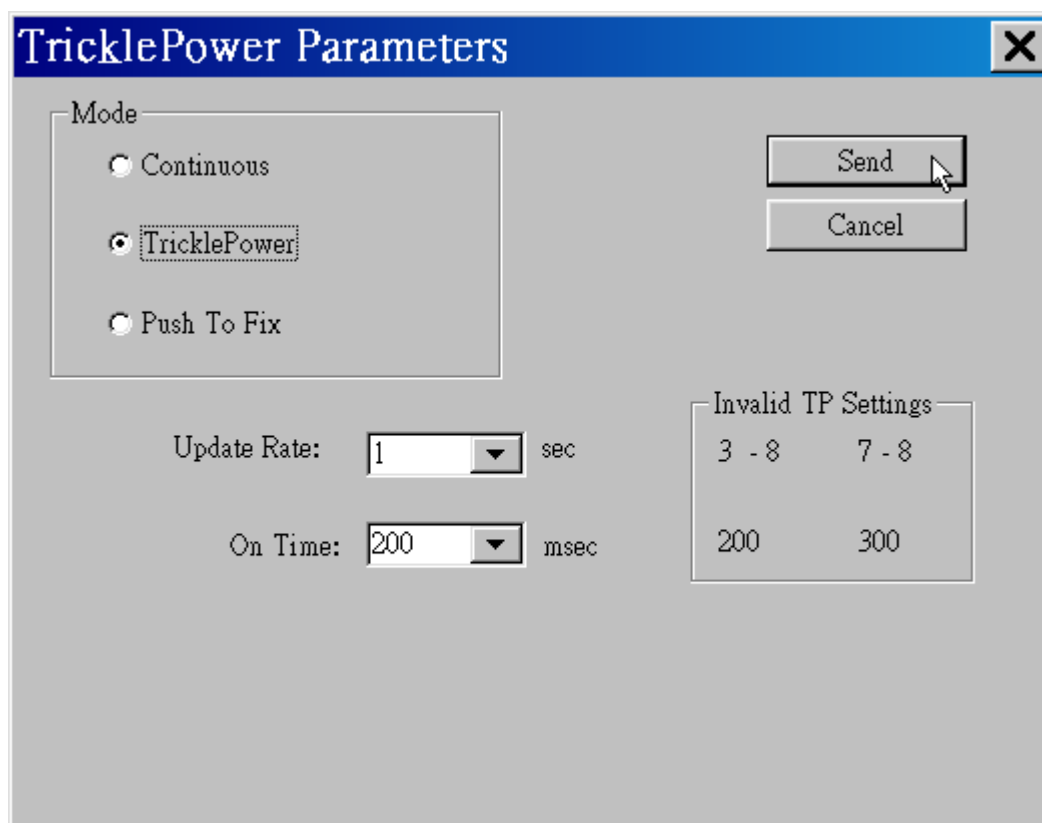 TricklePower Parameters
Mode
Continuous
TricklePower
Push To Fix
Send
Cancel
Update Rate: 1 sec
On Time: 200 msec
Invalid TP Settings
3 - 8 7 - 8
200 300